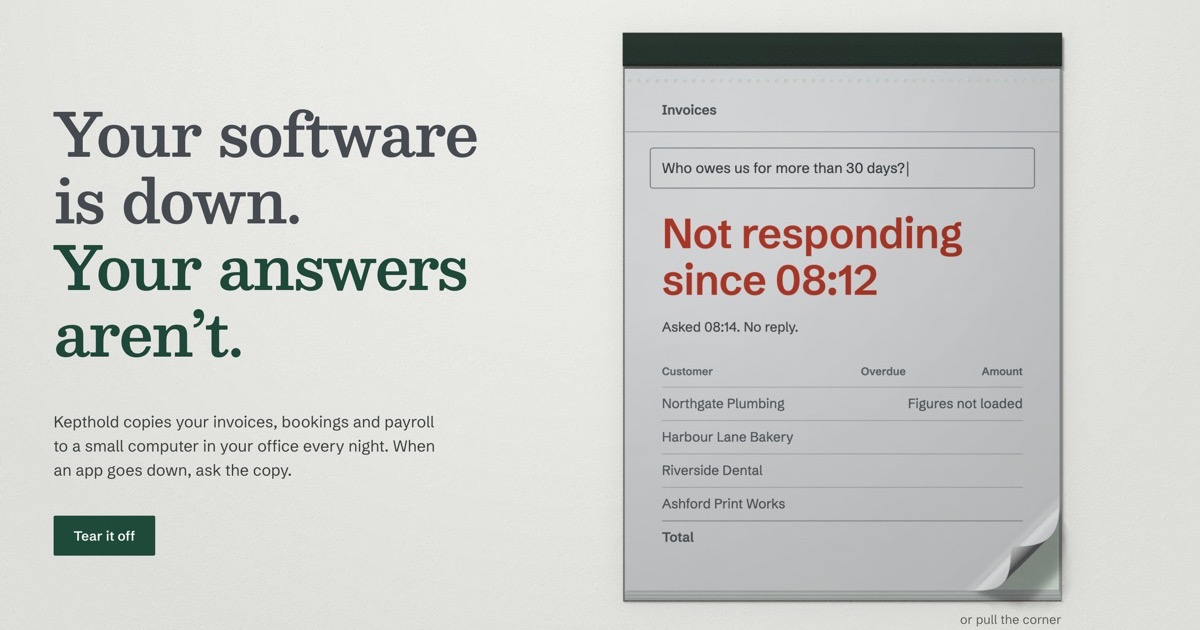 Your software
is down.
Your answers
aren’t.
Kepthold copies your invoices, bookings and payroll
to a small computer in your office every night. When
an app goes down, ask the copy.
Tear it off
Invoices
Who owes us for more than 30 days?
Not responding
since 08:12
Asked 08:14. No reply.
Customer Overdue Amount
Northgate Plumbing Figures not loaded
Harbour Lane Bakery
Riverside Dental
Ashford Print Works
Total
or pull the corner